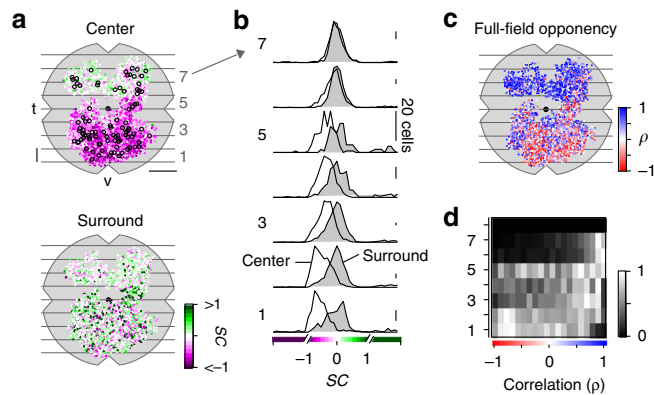 a
Center
7
5
3
1
t
v
Surround
>1
SC
<−1
b
7
5
3
1
20 cells
Center
Surround
−1 0 1
SC
c
Full-field opponency
1
ρ
−1
d
7
5
3
1
1
0
−1 0 1
Correlation (ρ)